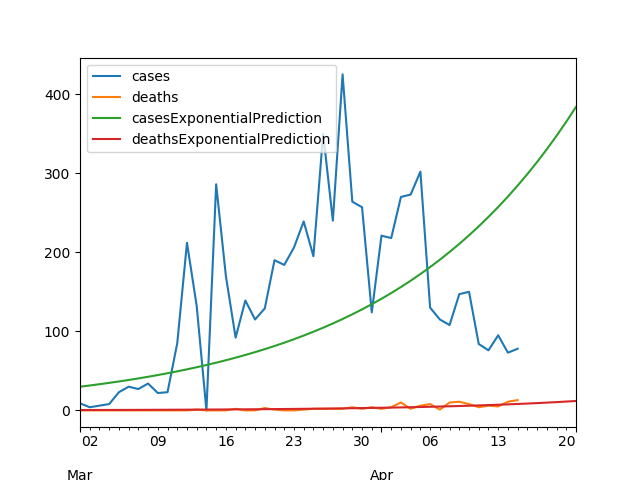 cases
deaths
casesExponentialPrediction
deathsExponentialPrediction
400
300
200
100
0
02 09 16 23 30 06 13 20
Mar Apr